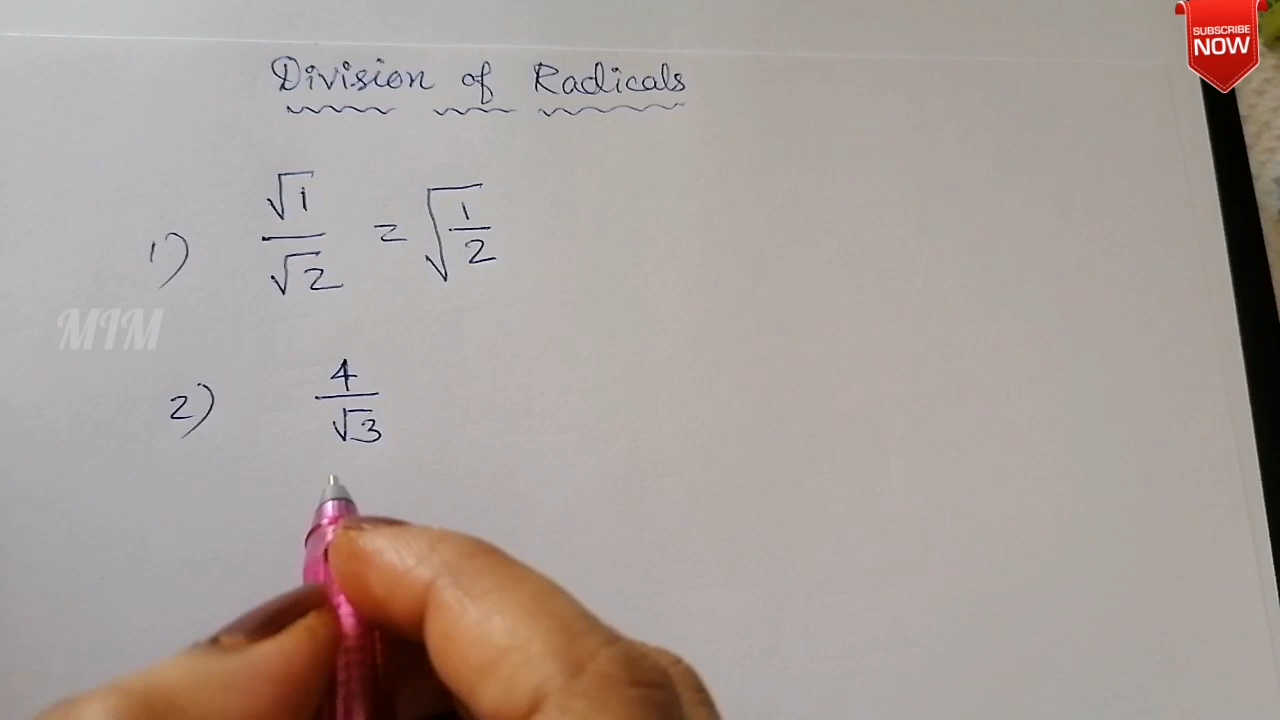 SUBSCRIBE
NOW
Division of Radicals
1) √1/√2 = √(1/2)
MIM
2) 4/√3